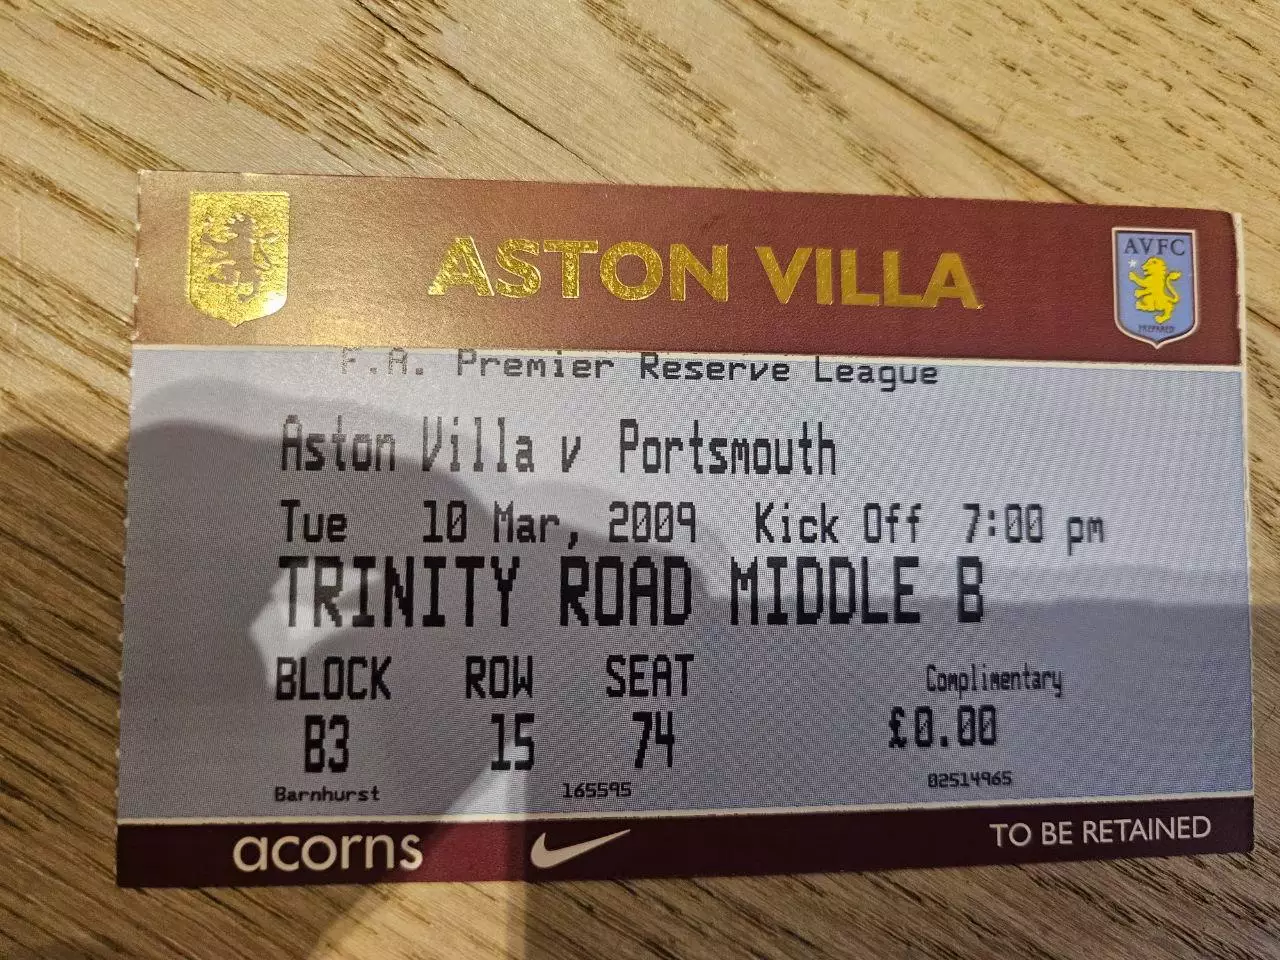 ASTON VILLA
AVFC
PREPARED
F.A. Premier Reserve League
Aston Villa v Portsmouth
Tue 10 Mar, 2009 Kick Off 7:00 pm
TRINITY ROAD MIDDLE B
BLOCK ROW SEAT
Complimentary
B3 15 74
£0.00
Barnhurst 165595 02514965
acorns
TO BE RETAINED